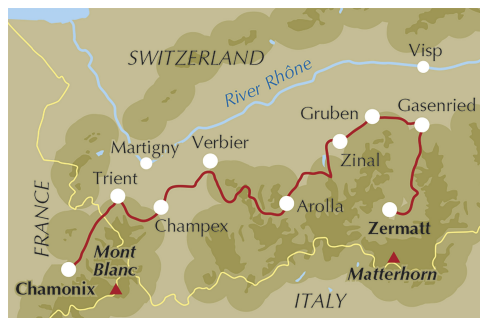 SWITZERLAND
Visp
River Rhône
Gruben
Gasenried
Martigny
Verbier
Zinal
Trient
FRANCE
Champex
Arolla
Zermatt
Mont
Blanc
Matterhorn
Chamonix
ITALY